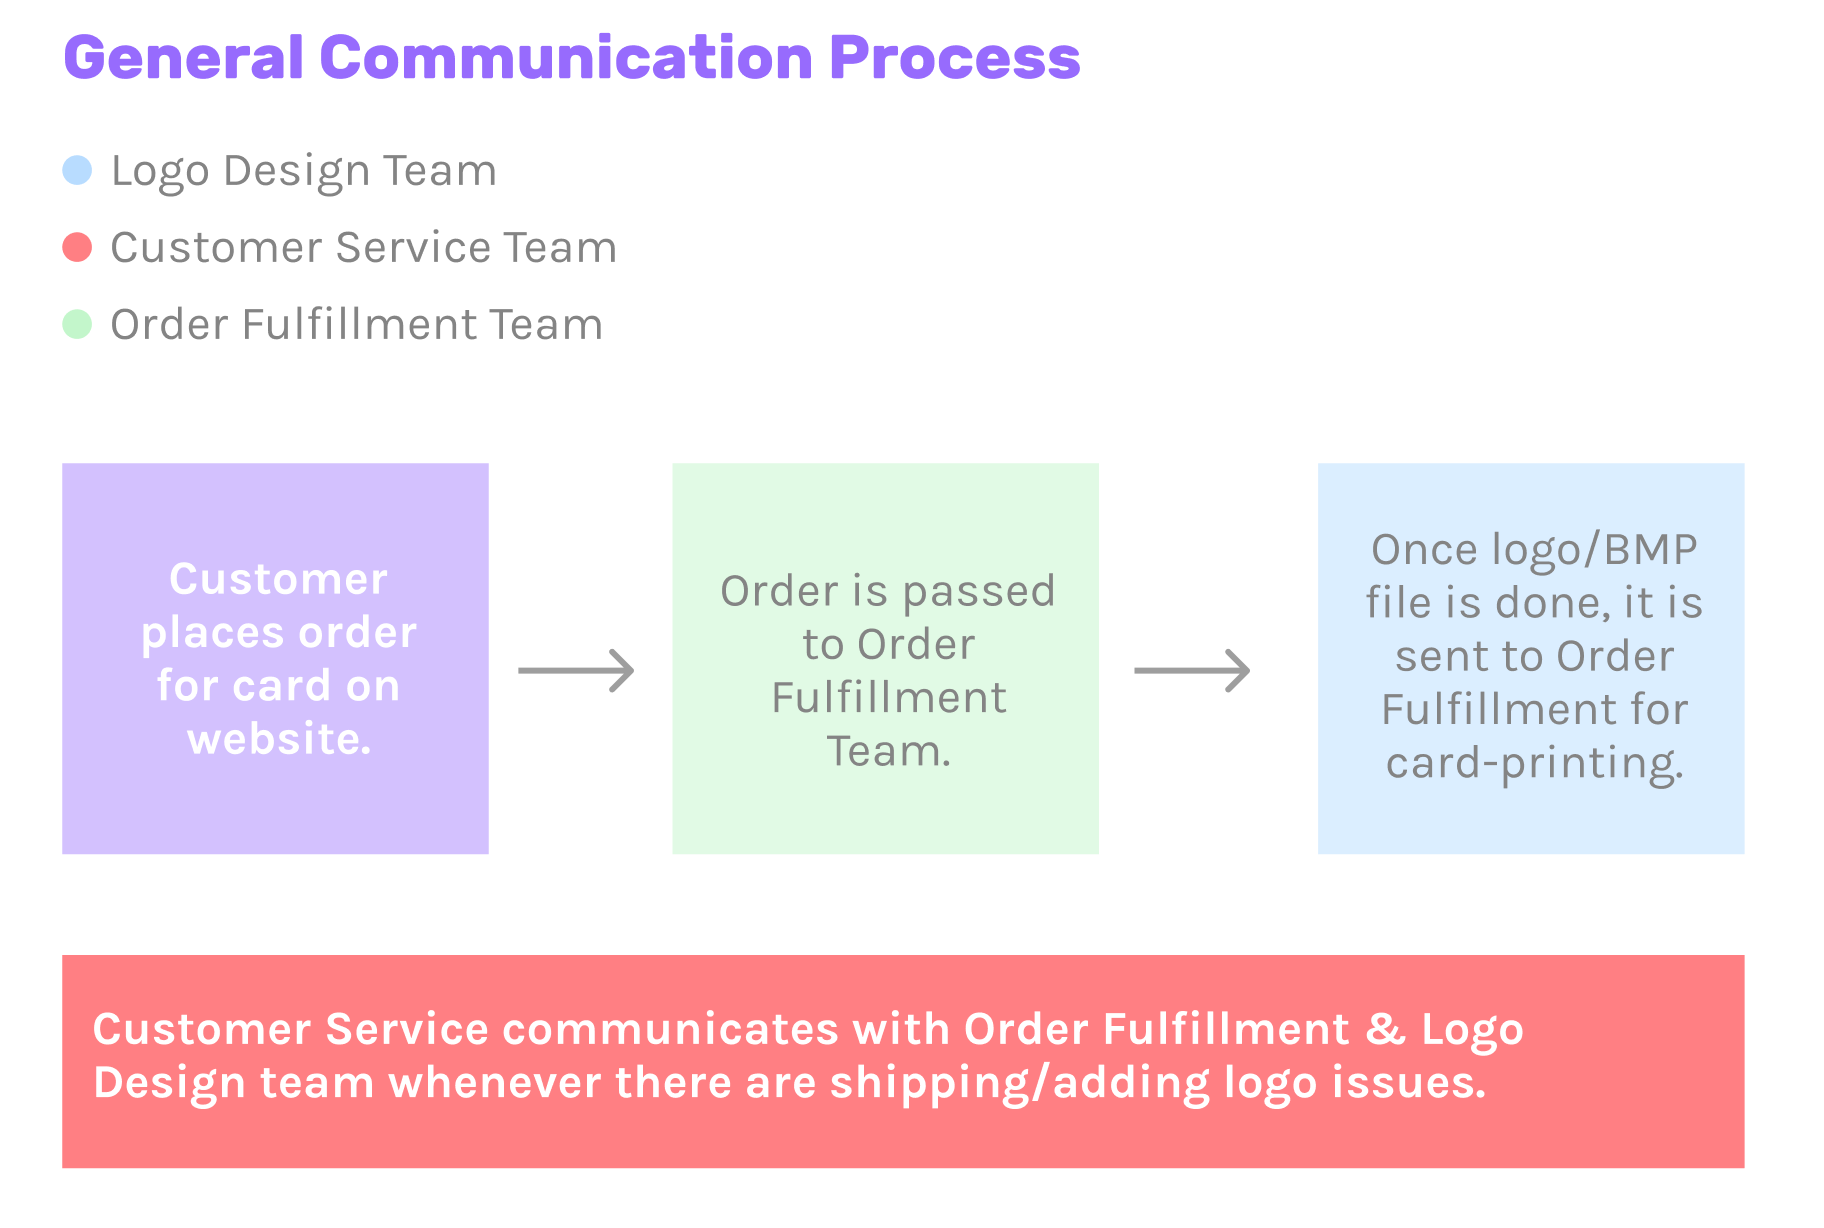 General Communication Process
Logo Design Team
Customer Service Team
Order Fulfillment Team
Customer
places order
for card on
website.
Order is passed
to Order
Fulfillment
Team.
Once logo/BMP
file is done, it is
sent to Order
Fulfillment for
card-printing.
Customer Service communicates with Order Fulfillment & Logo
Design team whenever there are shipping/adding logo issues.